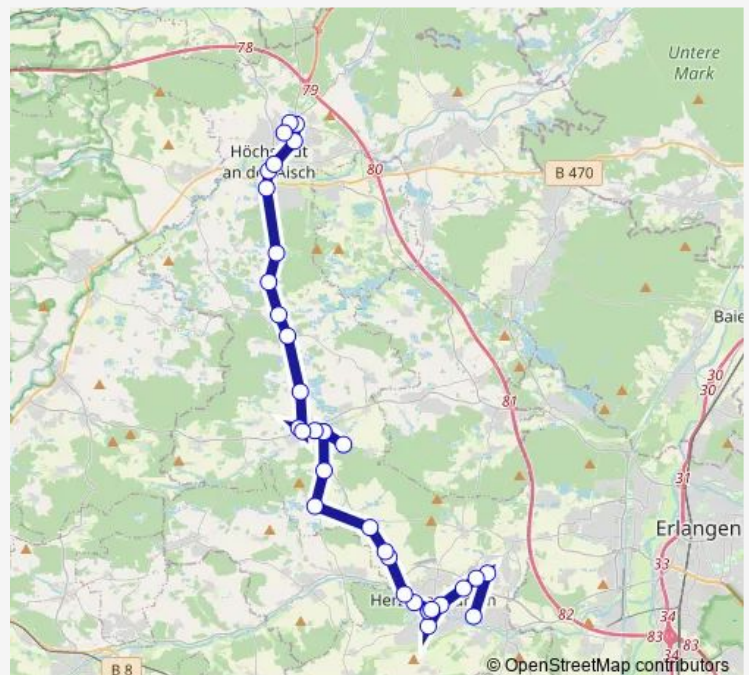 78
Untere
Mark
79
Höchstadt
an der Aisch
80
B 470
Baie
30
30
81
31
Erlangen
33
82
34
83
83
34
B 8
© OpenStreetMap contributors